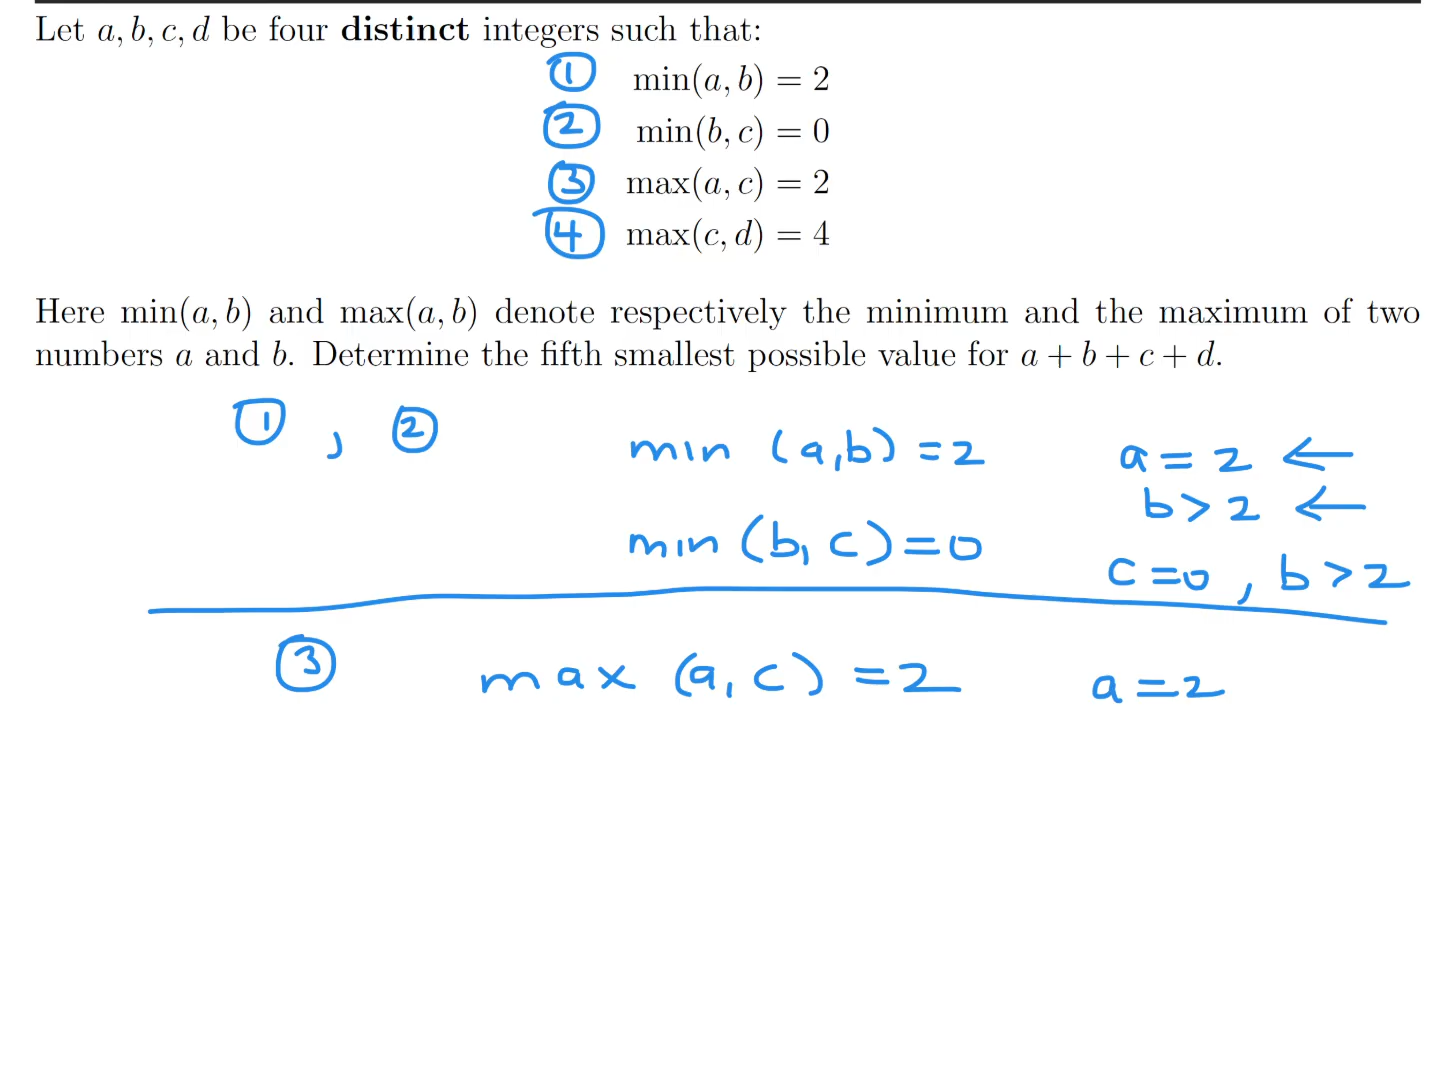 Let a, b, c, d be four distinct integers such that:
① min(a, b) = 2
② min(b, c) = 0
③ max(a, c) = 2
④ max(c, d) = 4
Here min(a, b) and max(a, b) denote respectively the minimum and the maximum of two
numbers a and b. Determine the fifth smallest possible value for a + b + c + d.
① , ② min (a,b) = 2 a = 2 ←
b > 2 ←
min (b, c) = 0 c = 0 , b > 2
③ max (a, c) = 2 a = 2